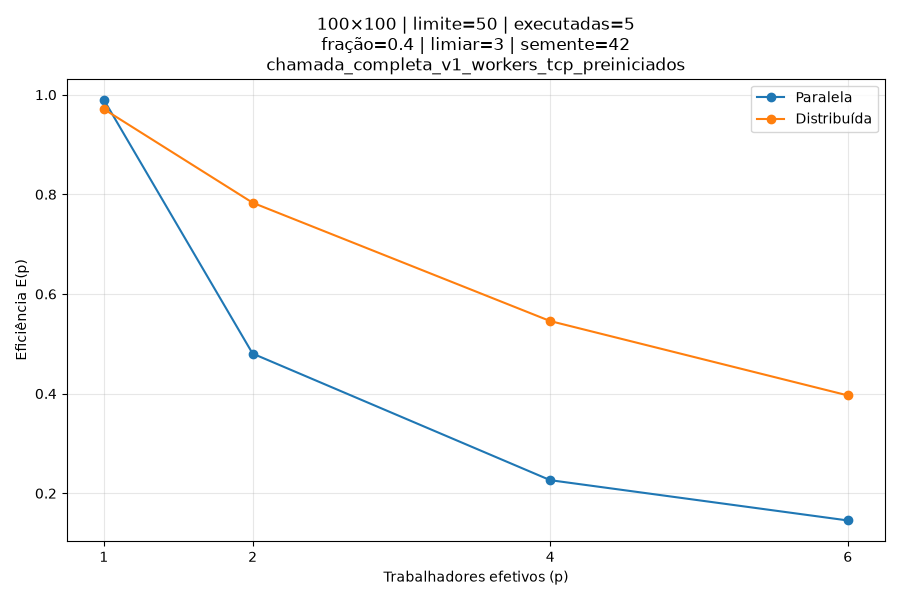 100×100 | limite=50 | executadas=5
fração=0.4 | limiar=3 | semente=42
chamada_completa_v1_workers_tcp_preiniciados
Paralela
Distribuída
1.0
0.8
0.6
0.4
0.2
Eficiência E(p)
1 2 4 6
Trabalhadores efetivos (p)